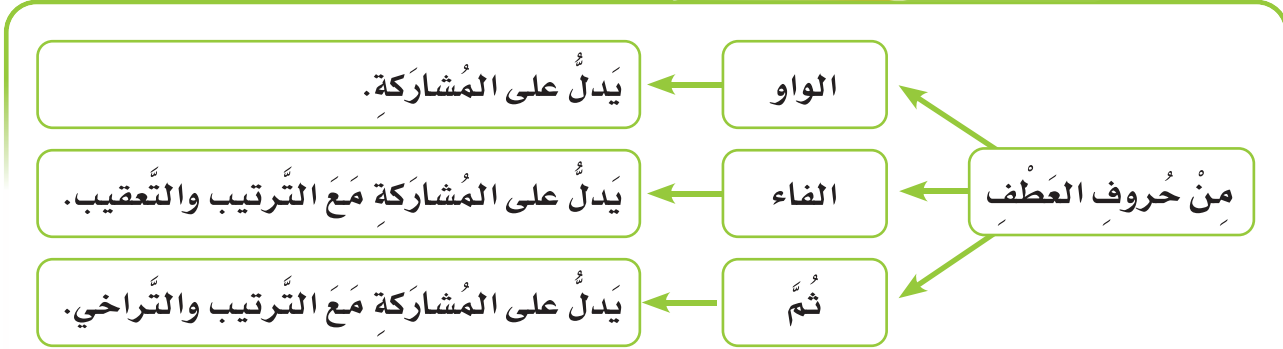 مِنْ حُروفِ العَطْفِ
الواو
يَدلُّ على المُشارَكةِ.
الفاء
يَدلُّ على المُشارَكةِ مَعَ التَّرتيب والتَّعقيب.
ثُمَّ
يَدلُّ على المُشارَكةِ مَعَ التَّرتيب والتَّراخي.